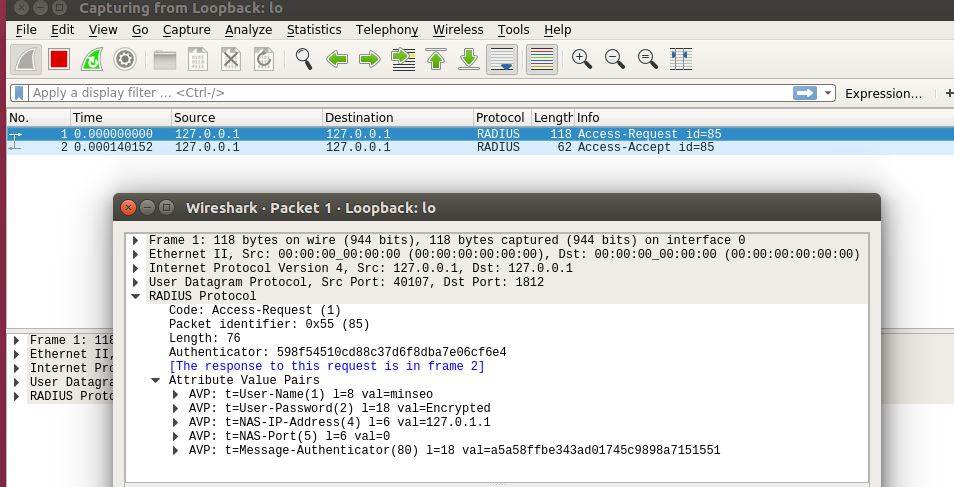 Capturing from Loopback: lo
File Edit View Go Capture Analyze Statistics Telephony Wireless Tools Help
Apply a display filter ... <Ctrl-/> Expression... +
No. Time Source Destination Protocol Length Info
1 0.000000000 127.0.0.1 127.0.0.1 RADIUS 118 Access-Request id=85
2 0.000140152 127.0.0.1 127.0.0.1 RADIUS 62 Access-Accept id=85
Wireshark · Packet 1 · Loopback: lo
Frame 1: 118 bytes on wire (944 bits), 118 bytes captured (944 bits) on interface 0
Ethernet II, Src: 00:00:00_00:00:00 (00:00:00:00:00:00), Dst: 00:00:00_00:00:00 (00:00:00:00:00:00)
Internet Protocol Version 4, Src: 127.0.0.1, Dst: 127.0.0.1
User Datagram Protocol, Src Port: 40107, Dst Port: 1812
RADIUS Protocol
Code: Access-Request (1)
Packet identifier: 0x55 (85)
Length: 76
Authenticator: 598f54510cd88c37d6f8dba7e06cf6e4
[The response to this request is in frame 2]
Attribute Value Pairs
AVP: t=User-Name(1) l=8 val=minseo
AVP: t=User-Password(2) l=18 val=Encrypted
AVP: t=NAS-IP-Address(4) l=6 val=127.0.1.1
AVP: t=NAS-Port(5) l=6 val=0
AVP: t=Message-Authenticator(80) l=18 val=a5a58ffbe343ad01745c9898a7151551
Frame 1: 118
Ethernet II,
Internet Pro
User Datagra
RADIUS Proto